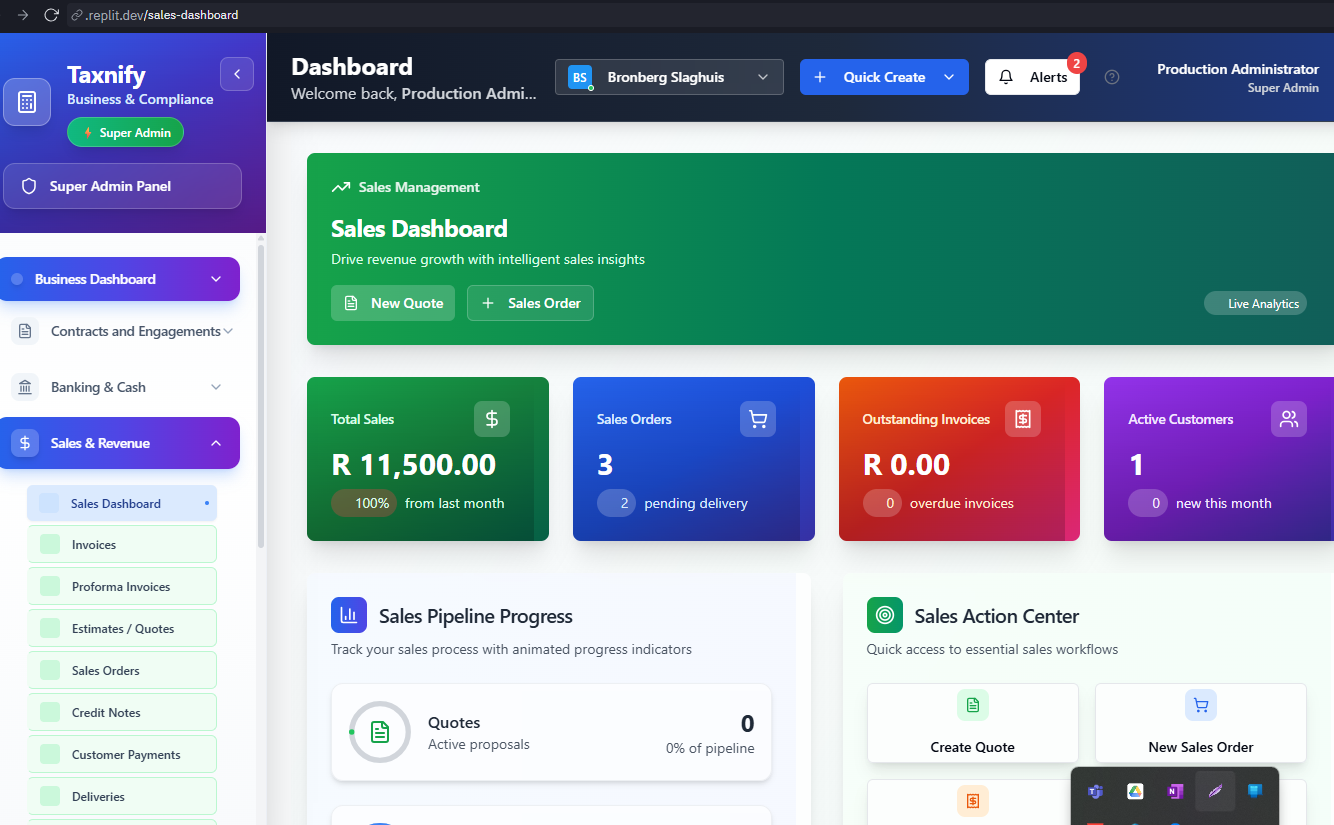 .replit.dev/sales-dashboard
Taxnify
Business & Compliance
Super Admin
Super Admin Panel
Business Dashboard
Contracts and Engagements
Banking & Cash
Sales & Revenue
Sales Dashboard
Invoices
Proforma Invoices
Estimates / Quotes
Sales Orders
Credit Notes
Customer Payments
Deliveries
Dashboard
Welcome back, Production Admi...
BS
Bronberg Slaghuis
Quick Create
Alerts
2
Production Administrator
Super Admin
Sales Management
Sales Dashboard
Drive revenue growth with intelligent sales insights
New Quote
Sales Order
Live Analytics
Total Sales
R 11,500.00
100% from last month
Sales Orders
3
2 pending delivery
Outstanding Invoices
R 0.00
0 overdue invoices
Active Customers
1
0 new this month
Sales Pipeline Progress
Track your sales process with animated progress indicators
Quotes
Active proposals
0
0% of pipeline
Sales Action Center
Quick access to essential sales workflows
Create Quote
New Sales Order